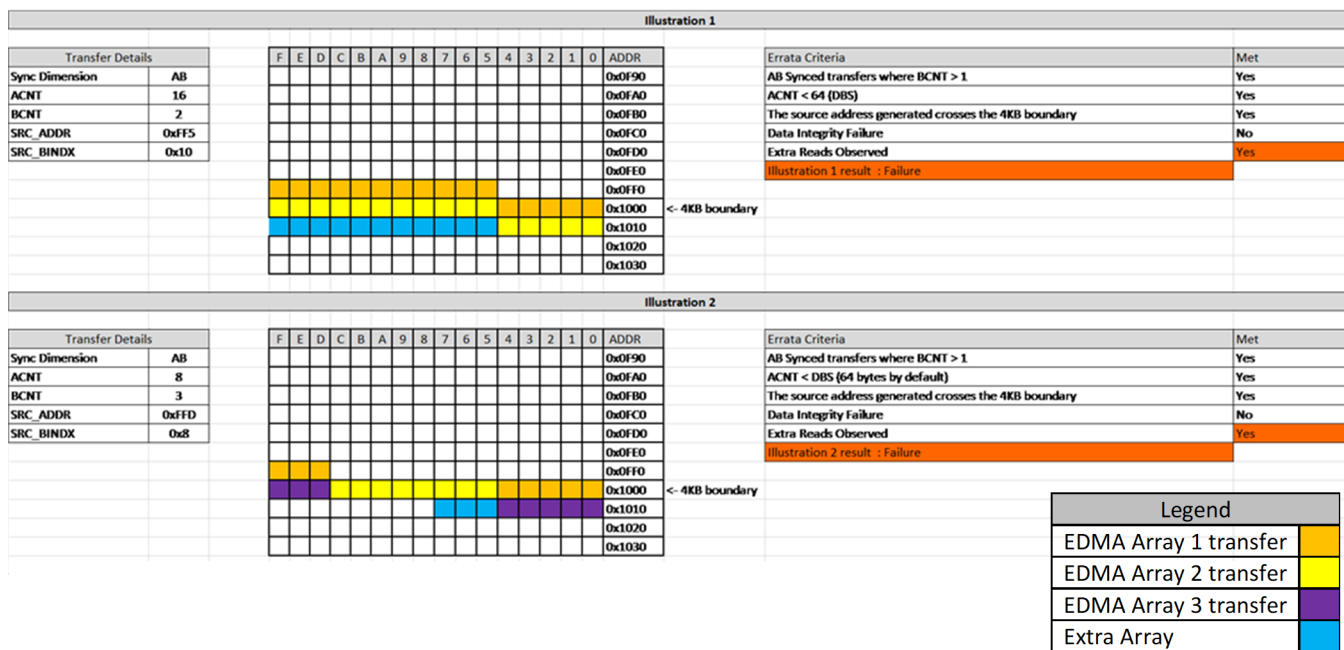 Illustration 1
Transfer Details F E D C B A 9 8 7 6 5 4 3 2 1 0 ADDR Errata Criteria Met
Sync Dimension AB 0x0F90 AB Synced transfers where BCNT > 1 Yes
ACNT 16 0x0FA0 ACNT < 64 (DBS) Yes
BCNT 2 0x0FB0 The source address generated crosses the 4KB boundary Yes
SRC_ADDR 0xFF5 0x0FC0 Data Integrity Failure No
SRC_BINDX 0x10 0x0FD0 Extra Reads Observed Yes
0x0FE0 Illustration 1 result : Failure
0x0FF0
0x1000 <- 4KB boundary
0x1010
0x1020
0x1030
Illustration 2
Transfer Details F E D C B A 9 8 7 6 5 4 3 2 1 0 ADDR Errata Criteria Met
Sync Dimension AB 0x0F90 AB Synced transfers where BCNT > 1 Yes
ACNT 8 0x0FA0 ACNT < DBS (64 bytes by default) Yes
BCNT 3 0x0FB0 The source address generated crosses the 4KB boundary Yes
SRC_ADDR 0xFFD 0x0FC0 Data Integrity Failure No
SRC_BINDX 0x8 0x0FD0 Extra Reads Observed Yes
0x0FE0 Illustration 2 result : Failure
0x0FF0
0x1000 <- 4KB boundary
0x1010
0x1020
0x1030
Legend
EDMA Array 1 transfer
EDMA Array 2 transfer
EDMA Array 3 transfer
Extra Array